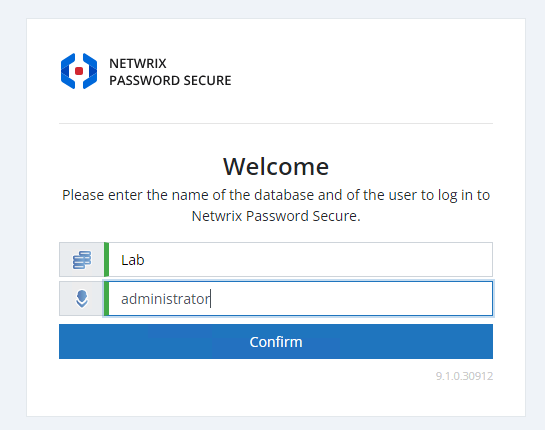 NETWRIX
PASSWORD SECURE
Welcome
Please enter the name of the database and of the user to log in to
Netwrix Password Secure.
Lab
administrator
Confirm
9.1.0.30912